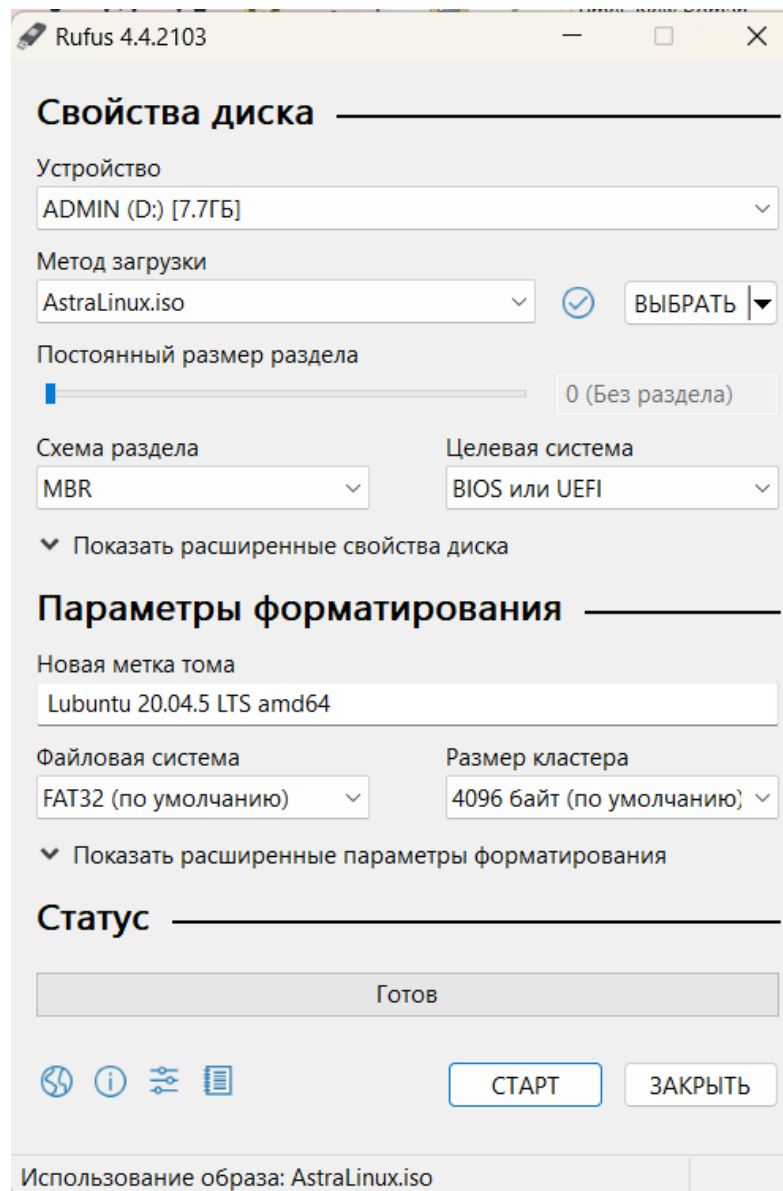 Rufus 4.4.2103
Свойства диска
Устройство
ADMIN (D:) [7.7ГБ]
Метод загрузки
AstraLinux.iso
ВЫБРАТЬ
Постоянный размер раздела
0 (Без раздела)
Схема раздела
Целевая система
MBR
BIOS или UEFI
Показать расширенные свойства диска
Параметры форматирования
Новая метка тома
Lubuntu 20.04.5 LTS amd64
Файловая система
Размер кластера
FAT32 (по умолчанию)
4096 байт (по умолчанию)
Показать расширенные параметры форматирования
Статус
Готов
СТАРТ
ЗАКРЫТЬ
Использование образа: AstraLinux.iso